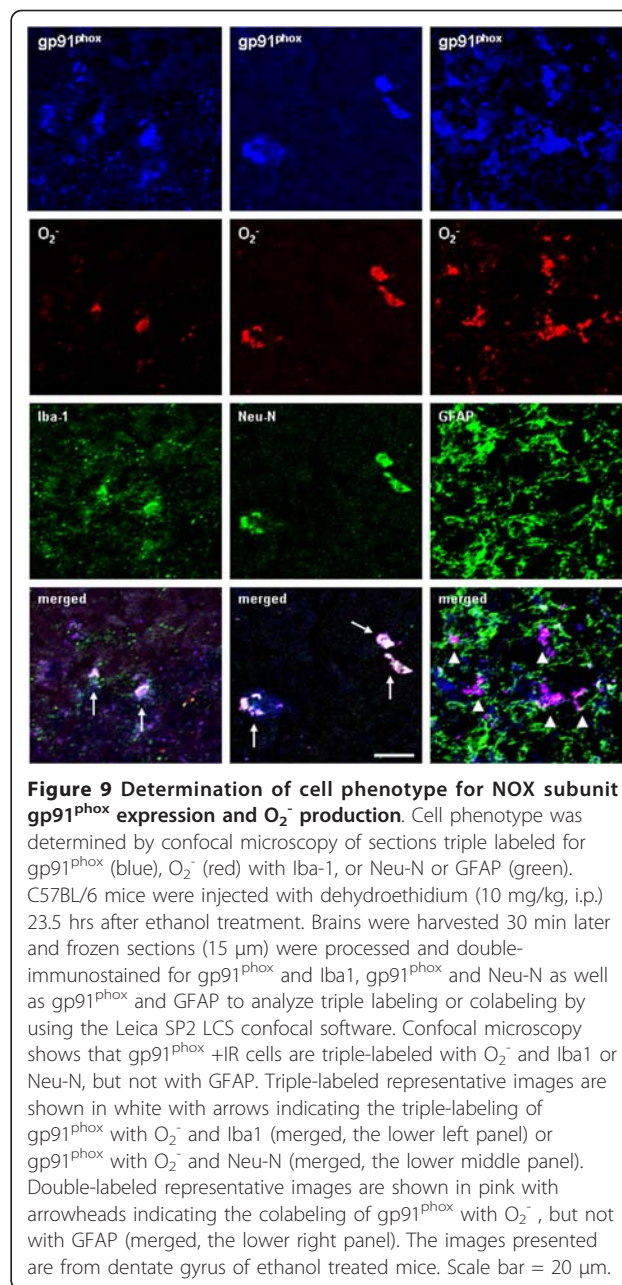 gp91phox gp91phox gp91phox
O2- O2- O2-
Iba-1 Neu-N GFAP
merged merged merged
Figure 9 Determination of cell phenotype for NOX subunit
gp91phox expression and O2- production. Cell phenotype was
determined by confocal microscopy of sections triple labeled for
gp91phox (blue), O2- (red) with Iba-1, or Neu-N or GFAP (green).
C57BL/6 mice were injected with dehydroethidium (10 mg/kg, i.p.)
23.5 hrs after ethanol treatment. Brains were harvested 30 min later
and frozen sections (15 μm) were processed and double-
immunostained for gp91phox and Iba1, gp91phox and Neu-N as well
as gp91phox and GFAP to analyze triple labeling or colabeling by
using the Leica SP2 LCS confocal software. Confocal microscopy
shows that gp91phox +IR cells are triple-labeled with O2- and Iba1 or
Neu-N, but not with GFAP. Triple-labeled representative images are
shown in white with arrows indicating the triple-labeling of
gp91phox with O2- and Iba1 (merged, the lower left panel) or
gp91phox with O2- and Neu-N (merged, the lower middle panel).
Double-labeled representative images are shown in pink with
arrowheads indicating the colabeling of gp91phox with O2- , but not
with GFAP (merged, the lower right panel). The images presented
are from dentate gyrus of ethanol treated mice. Scale bar = 20 μm.